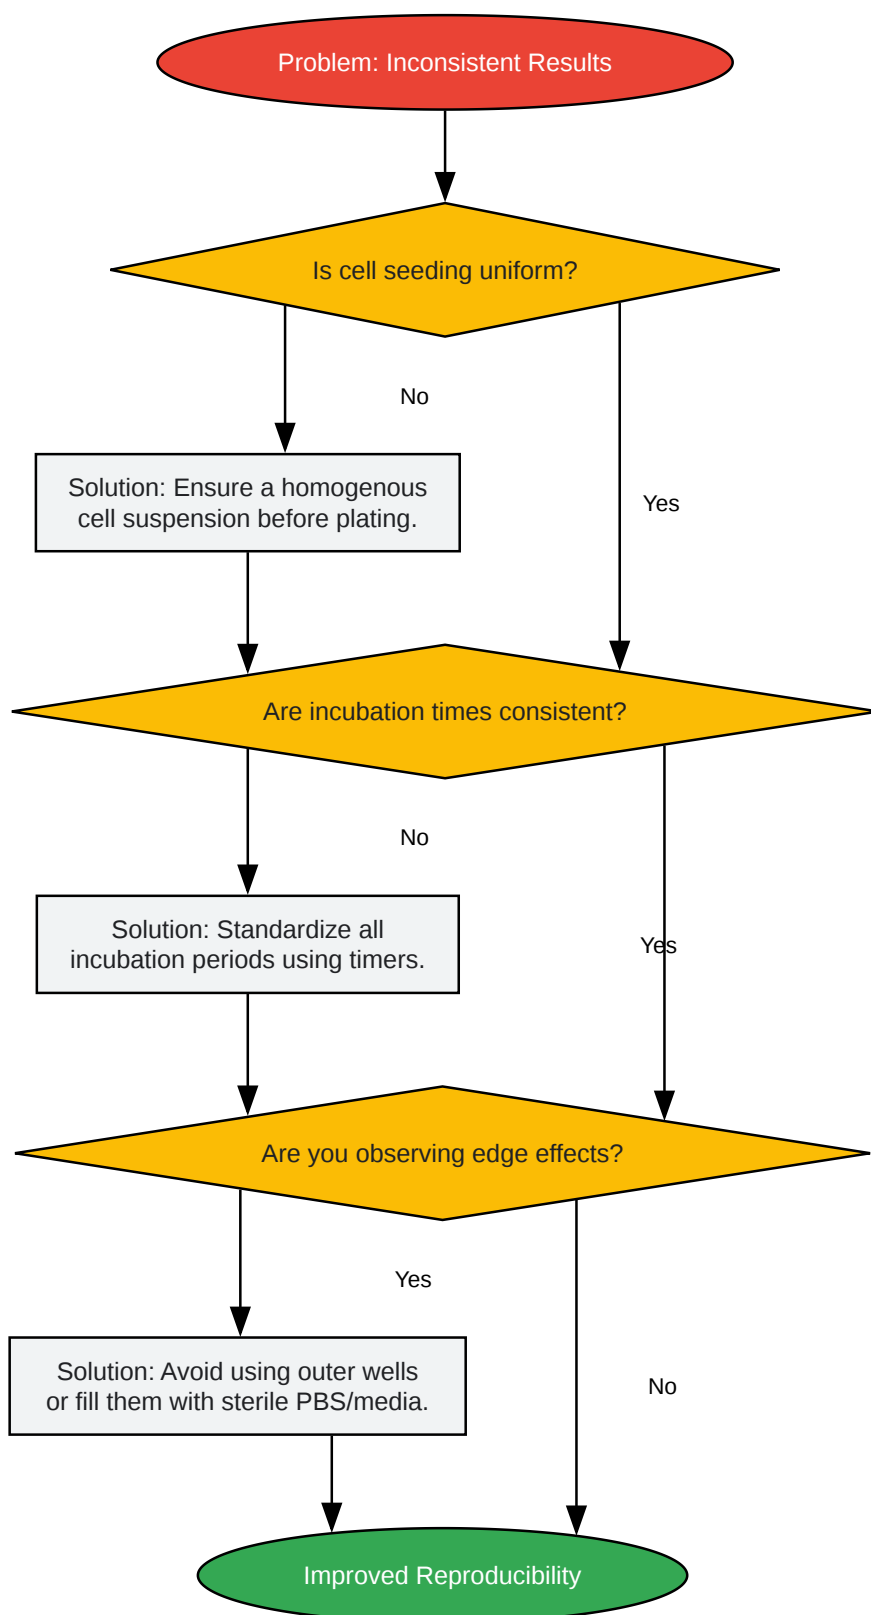 Problem: Inconsistent Results
Is cell seeding uniform?
No
Solution: Ensure a homogenous
cell suspension before plating.
Yes
Are incubation times consistent?
No
Solution: Standardize all
incubation periods using timers.
Yes
Are you observing edge effects?
Yes
Solution: Avoid using outer wells
or fill them with sterile PBS/media.
No
Improved Reproducibility